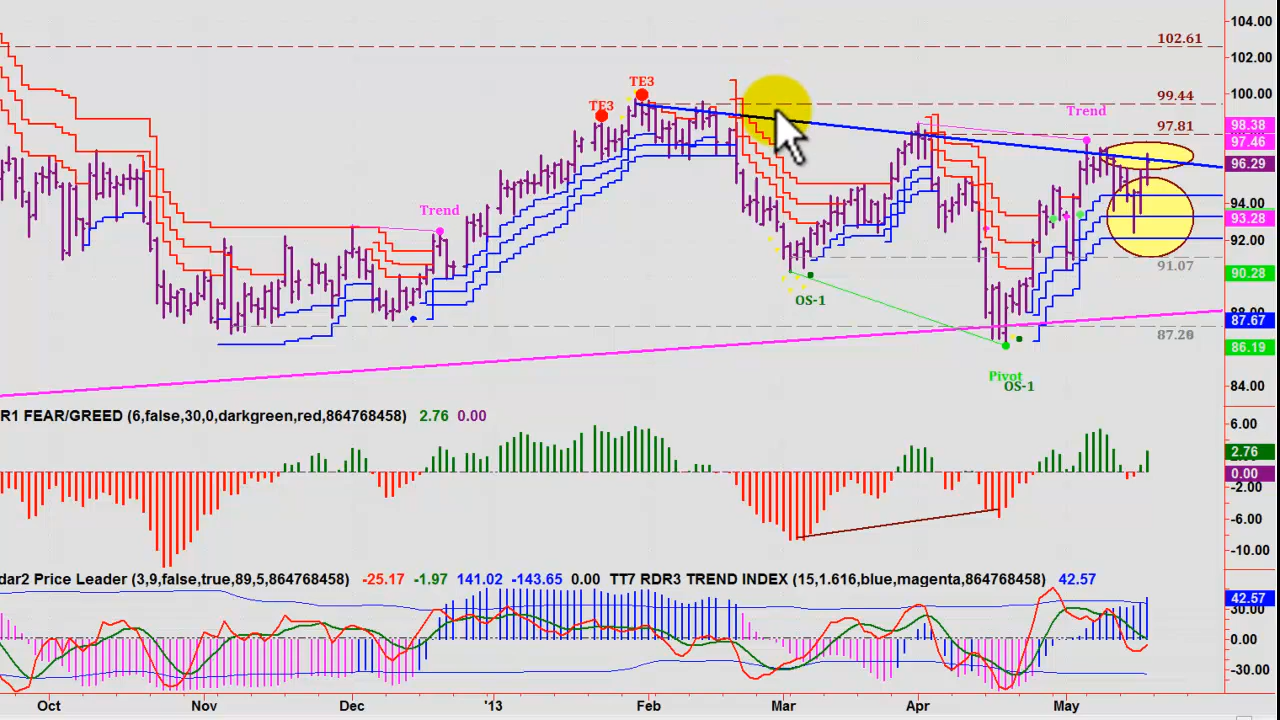 104.00
102.61
102.00
100.00
99.44
TE3
TE3
Trend
97.81
98.38
97.46
96.29
94.00
Trend
93.28
92.00
91.07
90.28
OS-1
87.67
86.19
Pivot
OS-1
84.00
R1 FEAR/GREED (6,false,30,0,darkgreen,red,864768458) 2.76 0.00
6.00
2.76
0.00
-2.00
-6.00
-10.00
dar2 Price Leader (3,9,false,true,89,5,864768458) -25.17 -1.97 141.02 -143.65 0.00 TT7 RDR3 TREND INDEX (15,1.616,blue,magenta,864768458) 42.57
42.57
30.00
0.00
-30.00
Oct Nov Dec '13 Feb Mar Apr May